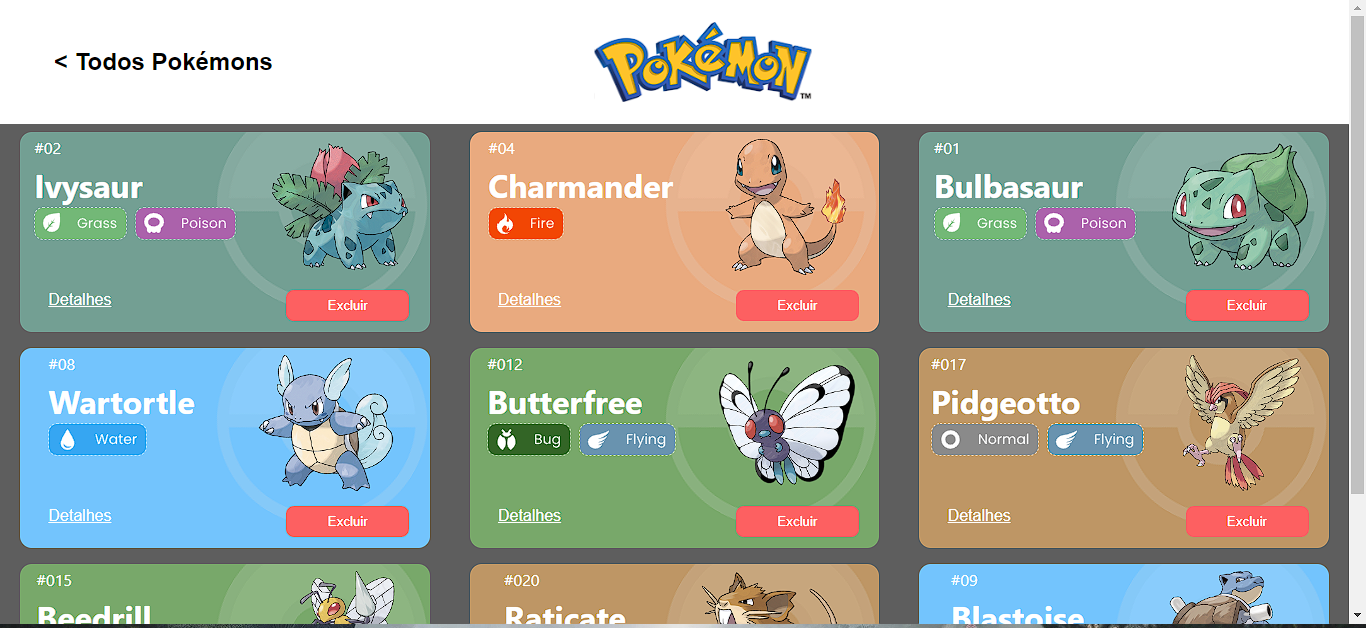 < Todos Pokémons
POKéMON
TM
#02
Ivysaur
Grass Poison
Detalhes
Excluir
#04
Charmander
Fire
Detalhes
Excluir
#01
Bulbasaur
Grass Poison
Detalhes
Excluir
#08
Wartortle
Water
Detalhes
Excluir
#012
Butterfree
Bug Flying
Detalhes
Excluir
#017
Pidgeotto
Normal Flying
Detalhes
Excluir
#015
Beedrill
#020
Raticate
#09
Blastoise